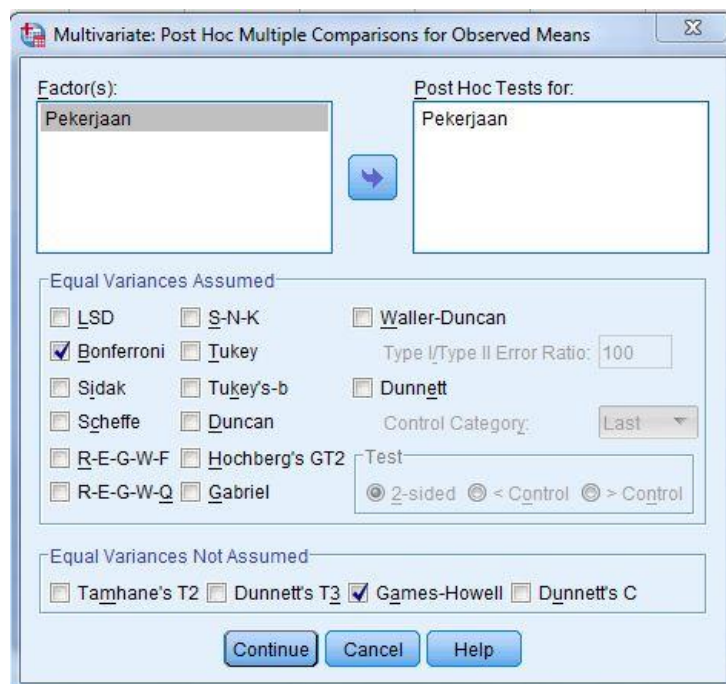 Multivariate: Post Hoc Multiple Comparisons for Observed Means
Factor(s):
Pekerjaan
Post Hoc Tests for:
Pekerjaan
Equal Variances Assumed
LSD S-N-K Waller-Duncan
Bonferroni Tukey Type I/Type II Error Ratio: 100
Sidak Tukey's-b Dunnett
Scheffe Duncan Control Category: Last
R-E-G-W-F Hochberg's GT2 Test
R-E-G-W-Q Gabriel 2-sided < Control > Control
Equal Variances Not Assumed
Tamhane's T2 Dunnett's T3 Games-Howell Dunnett's C
Continue Cancel Help